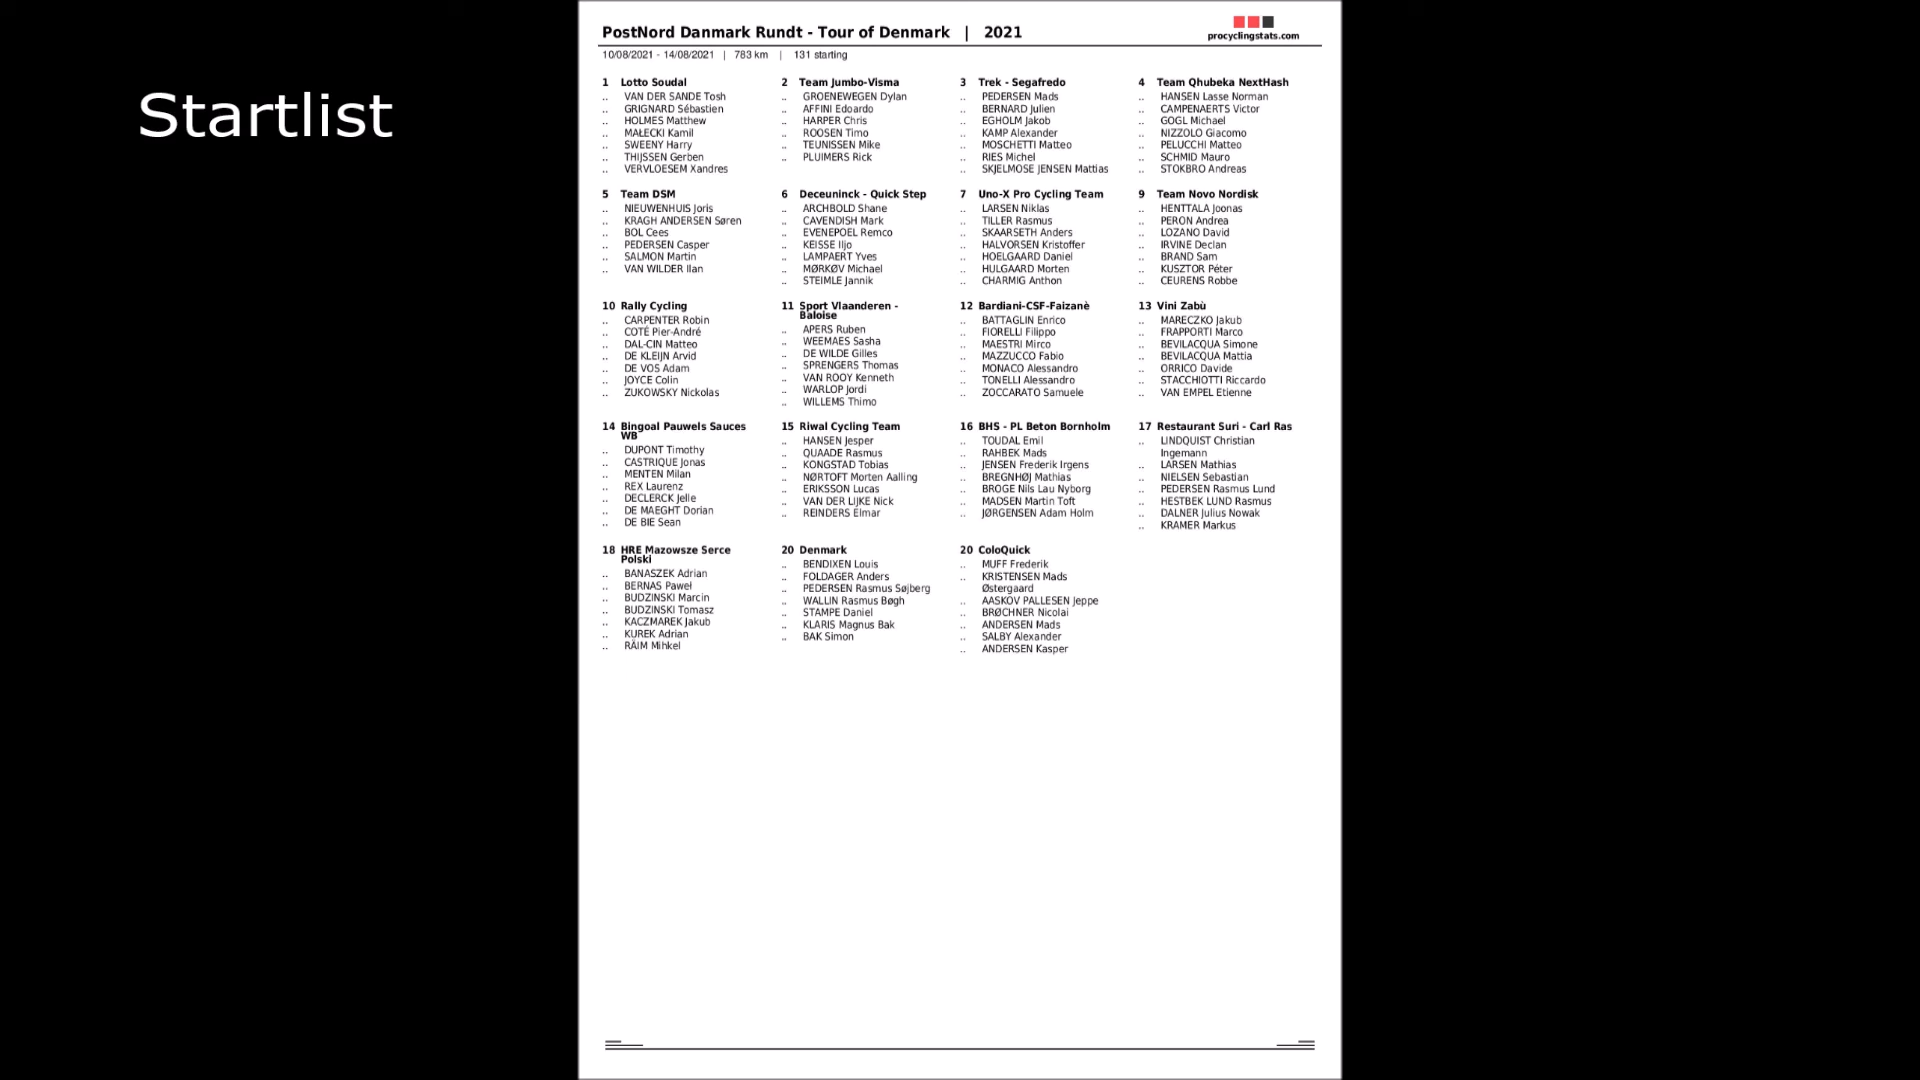 Startlist
PostNord Danmark Rundt - Tour of Denmark | 2021
procyclingstats.com
10/08/2021 - 14/08/2021 | 783 km | 131 starting
1 Lotto Soudal
.. VAN DER SANDE Tosh
.. GRIGNARD Sébastien
.. HOLMES Matthew
.. MAŁECKI Kamil
.. SWEENY Harry
.. THIJSSEN Gerben
.. VERVLOESEM Xandres
2 Team Jumbo-Visma
.. GROENEWEGEN Dylan
.. AFFINI Edoardo
.. HARPER Chris
.. ROOSEN Timo
.. TEUNISSEN Mike
.. PLUIMERS Rick
3 Trek - Segafredo
.. PEDERSEN Mads
.. BERNARD Julien
.. EGHOLM Jakob
.. KAMP Alexander
.. MOSCHETTI Matteo
.. RIES Michel
.. SKJELMOSE JENSEN Mattias
4 Team Qhubeka NextHash
.. HANSEN Lasse Norman
.. CAMPENAERTS Victor
.. GOGL Michael
.. NIZZOLO Giacomo
.. PELUCCHI Matteo
.. SCHMID Mauro
.. STOKBRO Andreas
5 Team DSM
.. NIEUWENHUIS Joris
.. KRAGH ANDERSEN Søren
.. BOL Cees
.. PEDERSEN Casper
.. SALMON Martin
.. VAN WILDER Ilan
6 Deceuninck - Quick Step
.. ARCHBOLD Shane
.. CAVENDISH Mark
.. EVENEPOEL Remco
.. KEISSE Iljo
.. LAMPAERT Yves
.. MØRKØV Michael
.. STEIMLE Jannik
7 Uno-X Pro Cycling Team
.. LARSEN Niklas
.. TILLER Rasmus
.. SKAARSETH Anders
.. HALVORSEN Kristoffer
.. HOELGAARD Daniel
.. HULGAARD Morten
.. CHARMIG Anthon
9 Team Novo Nordisk
.. HENTTALA Joonas
.. PERON Andrea
.. LOZANO David
.. IRVINE Declan
.. BRAND Sam
.. KUSZTOR Péter
.. CEURENS Robbe
10 Rally Cycling
.. CARPENTER Robin
.. COTÉ Pier-André
.. DAL-CIN Matteo
.. DE KLEIJN Arvid
.. DE VOS Adam
.. JOYCE Colin
.. ZUKOWSKY Nickolas
11 Sport Vlaanderen -
Baloise
.. APERS Ruben
.. WEEMAES Sasha
.. DE WILDE Gilles
.. SPRENGERS Thomas
.. VAN ROOY Kenneth
.. WARLOP Jordi
.. WILLEMS Thimo
12 Bardiani-CSF-Faizanè
.. BATTAGLIN Enrico
.. FIORELLI Filippo
.. MAESTRI Mirco
.. MAZZUCCO Fabio
.. MONACO Alessandro
.. TONELLI Alessandro
.. ZOCCARATO Samuele
13 Vini Zabù
.. MARECZKO Jakub
.. FRAPPORTI Marco
.. BEVILACQUA Simone
.. BEVILACQUA Mattia
.. ORRICO Davide
.. STACCHIOTTI Riccardo
.. VAN EMPEL Etienne
14 Bingoal Pauwels Sauces
WB
.. DUPONT Timothy
.. CASTRIQUE Jonas
.. MENTEN Milan
.. REX Laurenz
.. DECLERCK Jelle
.. DE MAEGHT Dorian
.. DE BIE Sean
15 Riwal Cycling Team
.. HANSEN Jesper
.. QUAADE Rasmus
.. KONGSTAD Tobias
.. NØRTOFT Morten Aalling
.. ERIKSSON Lucas
.. VAN DER LIJKE Nick
.. REINDERS Elmar
16 BHS - PL Beton Bornholm
.. TOUDAL Emil
.. RAHBEK Mads
.. JENSEN Frederik Irgens
.. BREGNHØJ Mathias
.. BROGE Nils Lau Nyborg
.. MADSEN Martin Toft
.. JØRGENSEN Adam Holm
17 Restaurant Suri - Carl Ras
.. LINDQUIST Christian
Ingemann
.. LARSEN Mathias
.. NIELSEN Sebastian
.. PEDERSEN Rasmus Lund
.. HESTBEK LUND Rasmus
.. DALNER Julius Nowak
.. KRAMER Markus
18 HRE Mazowsze Serce
Polski
.. BANASZEK Adrian
.. BERNAS Paweł
.. BUDZINSKI Marcin
.. BUDZINSKI Tomasz
.. KACZMAREK Jakub
.. KUREK Adrian
.. RÄIM Mihkel
20 Denmark
.. BENDIXEN Louis
.. FOLDAGER Anders
.. PEDERSEN Rasmus Søjberg
.. WALLIN Rasmus Bøgh
.. STAMPE Daniel
.. KLARIS Magnus Bak
.. BAK Simon
20 ColoQuick
.. MUFF Frederik
.. KRISTENSEN Mads
Østergaard
.. AASKOV PALLESEN Jeppe
.. BRØCHNER Nicolai
.. ANDERSEN Mads
.. SALBY Alexander
.. ANDERSEN Kasper